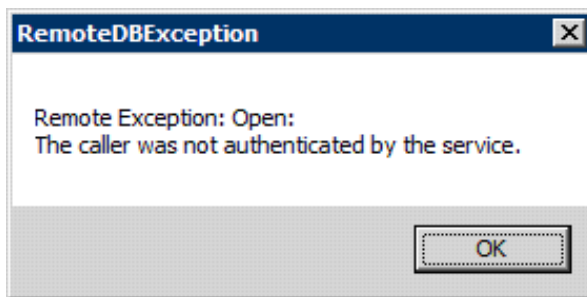 RemoteDBException
Remote Exception: Open:
The caller was not authenticated by the service.
OK